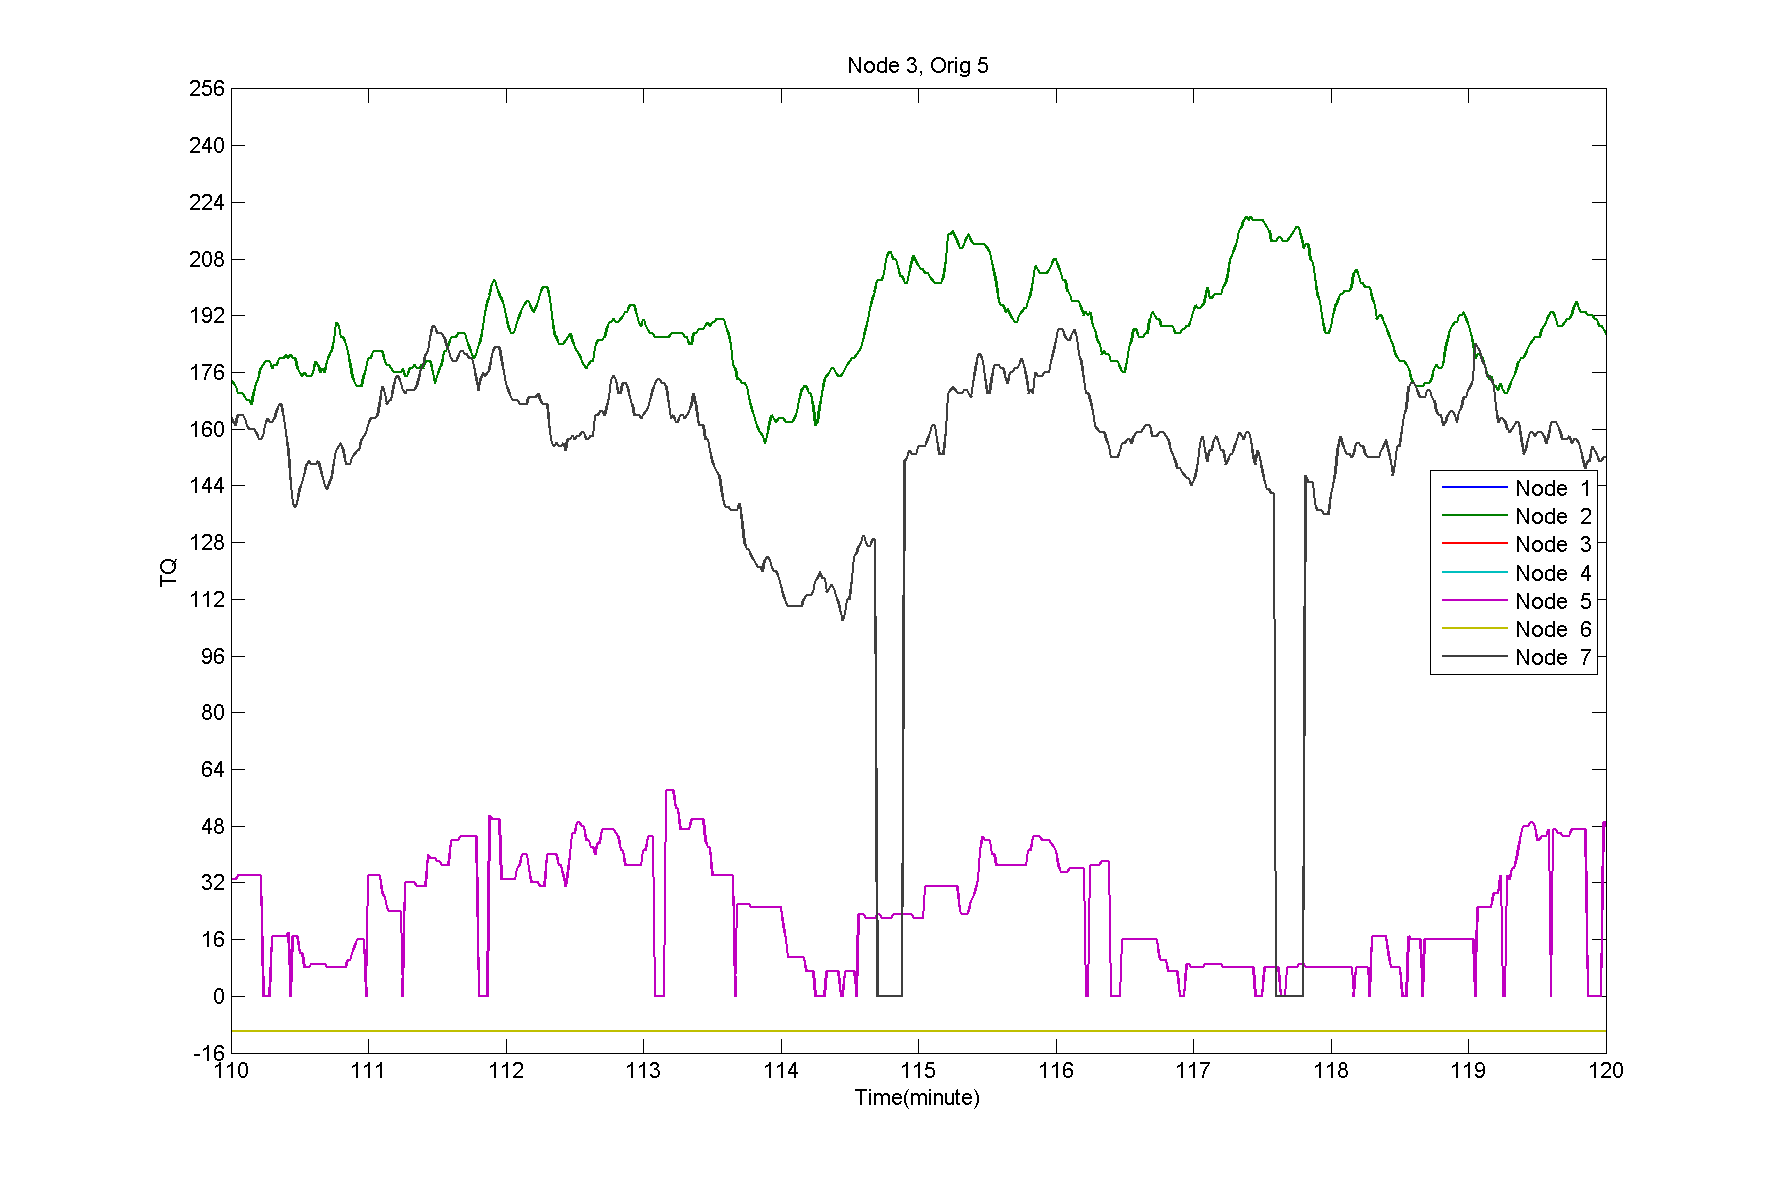 Node 3, Orig 5
256
240
224
208
192
176
160
144
128
112
96
80
64
48
32
16
0
-16
TQ
110 111 112 113 114 115 116 117 118 119 120
Time(minute)
Node 1
Node 2
Node 3
Node 4
Node 5
Node 6
Node 7